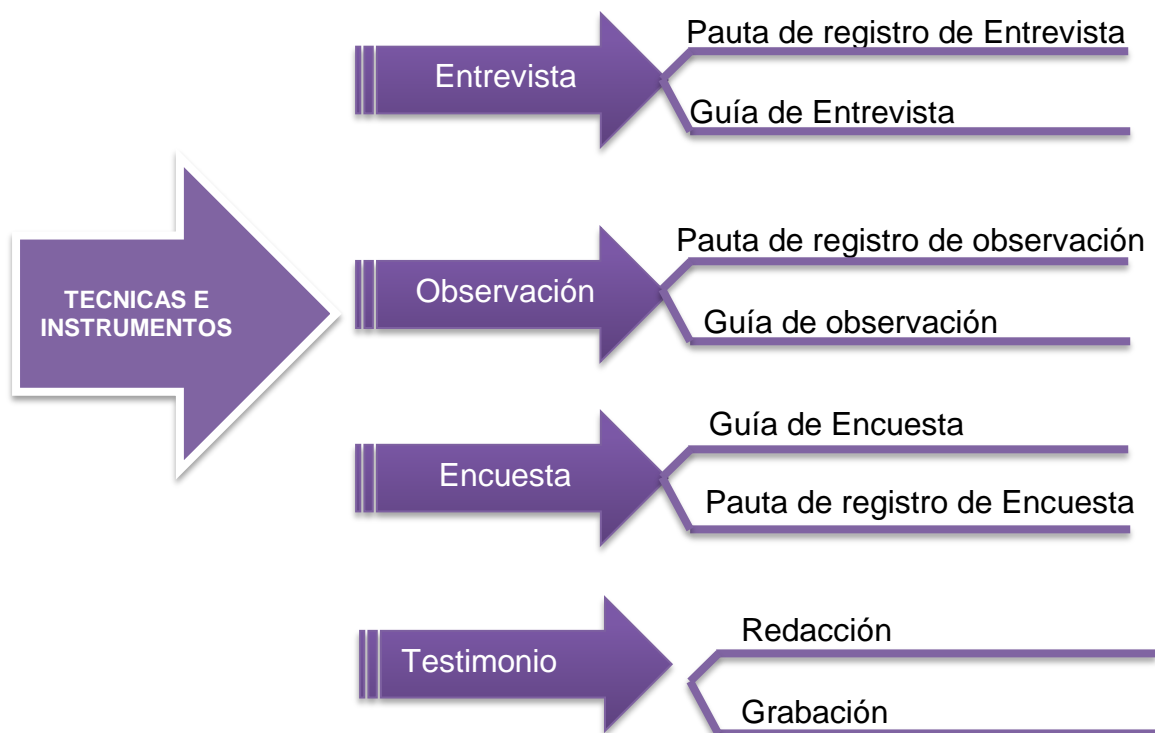 TECNICAS E
INSTRUMENTOS
Entrevista
Pauta de registro de Entrevista
Guía de Entrevista
Observación
Pauta de registro de observación
Guía de observación
Encuesta
Guía de Encuesta
Pauta de registro de Encuesta
Testimonio
Redacción
Grabación